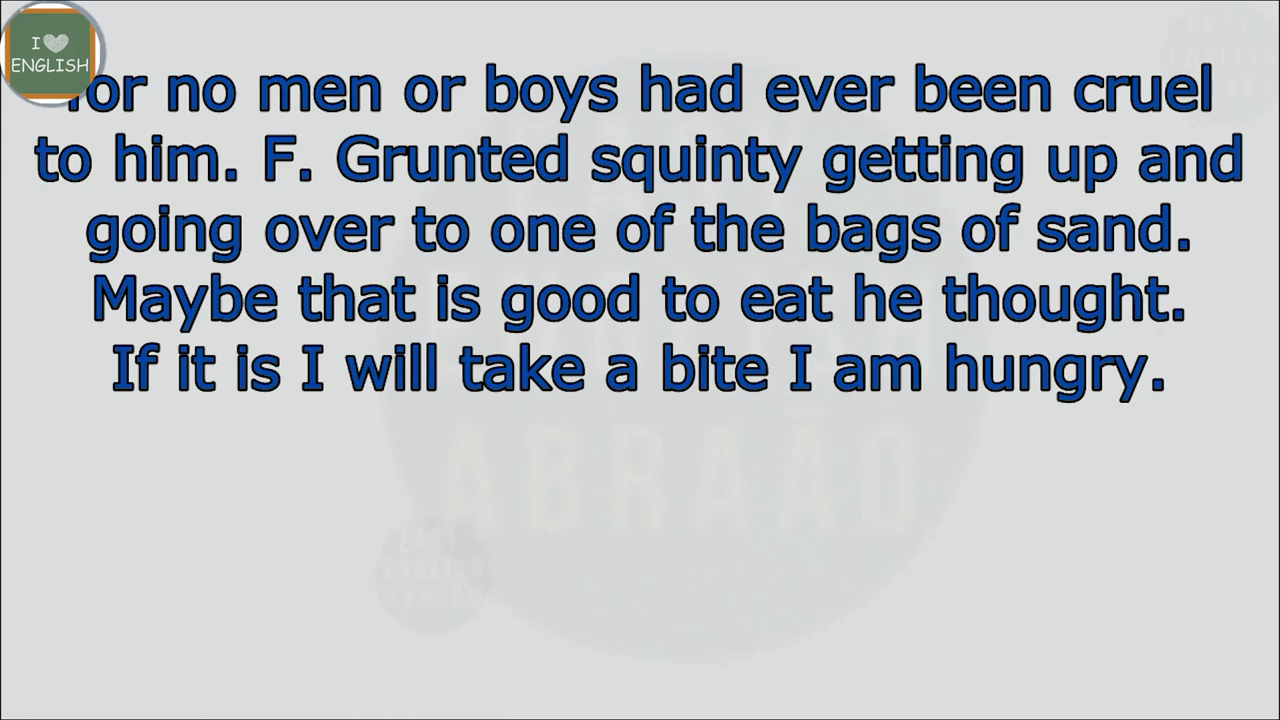 I
ENGLISH
for no men or boys had ever been cruel
to him. F. Grunted squinty getting up and
going over to one of the bags of sand.
Maybe that is good to eat he thought.
If it is I will take a bite I am hungry.
ABRAÃO